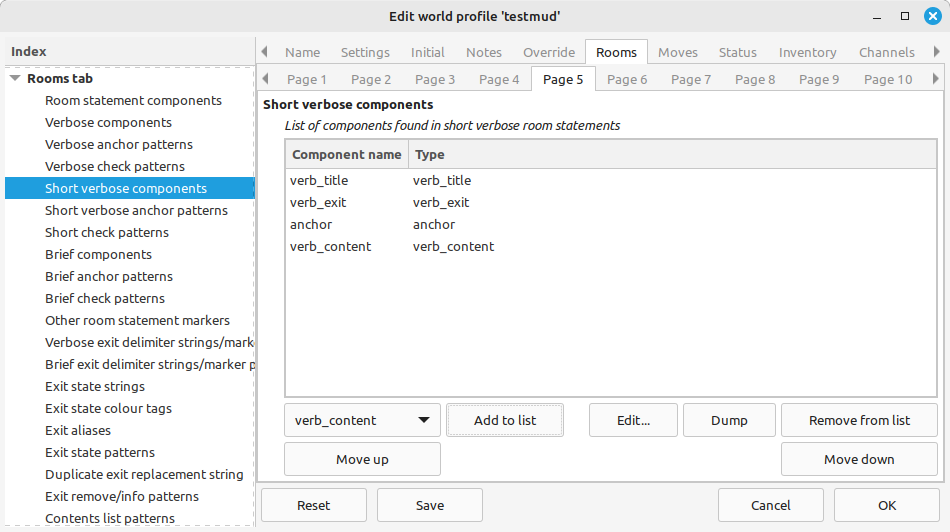 Edit world profile 'testmud'
Index
Rooms tab
Room statement components
Verbose components
Verbose anchor patterns
Verbose check patterns
Short verbose components
Short verbose anchor patterns
Short check patterns
Brief components
Brief anchor patterns
Brief check patterns
Other room statement markers
Verbose exit delimiter strings/mark
Brief exit delimiter strings/marker p
Exit state strings
Exit state colour tags
Exit aliases
Exit state patterns
Duplicate exit replacement string
Exit remove/info patterns
Contents list patterns
Name Settings Initial Notes Override Rooms Moves Status Inventory Channels
Page 1 Page 2 Page 3 Page 4 Page 5 Page 6 Page 7 Page 8 Page 9 Page 10
Short verbose components
List of components found in short verbose room statements
Component name Type
verb_title verb_title
verb_exit verb_exit
anchor anchor
verb_content verb_content
verb_content Add to list Edit... Dump Remove from list
Move up Move down
Reset Save Cancel OK